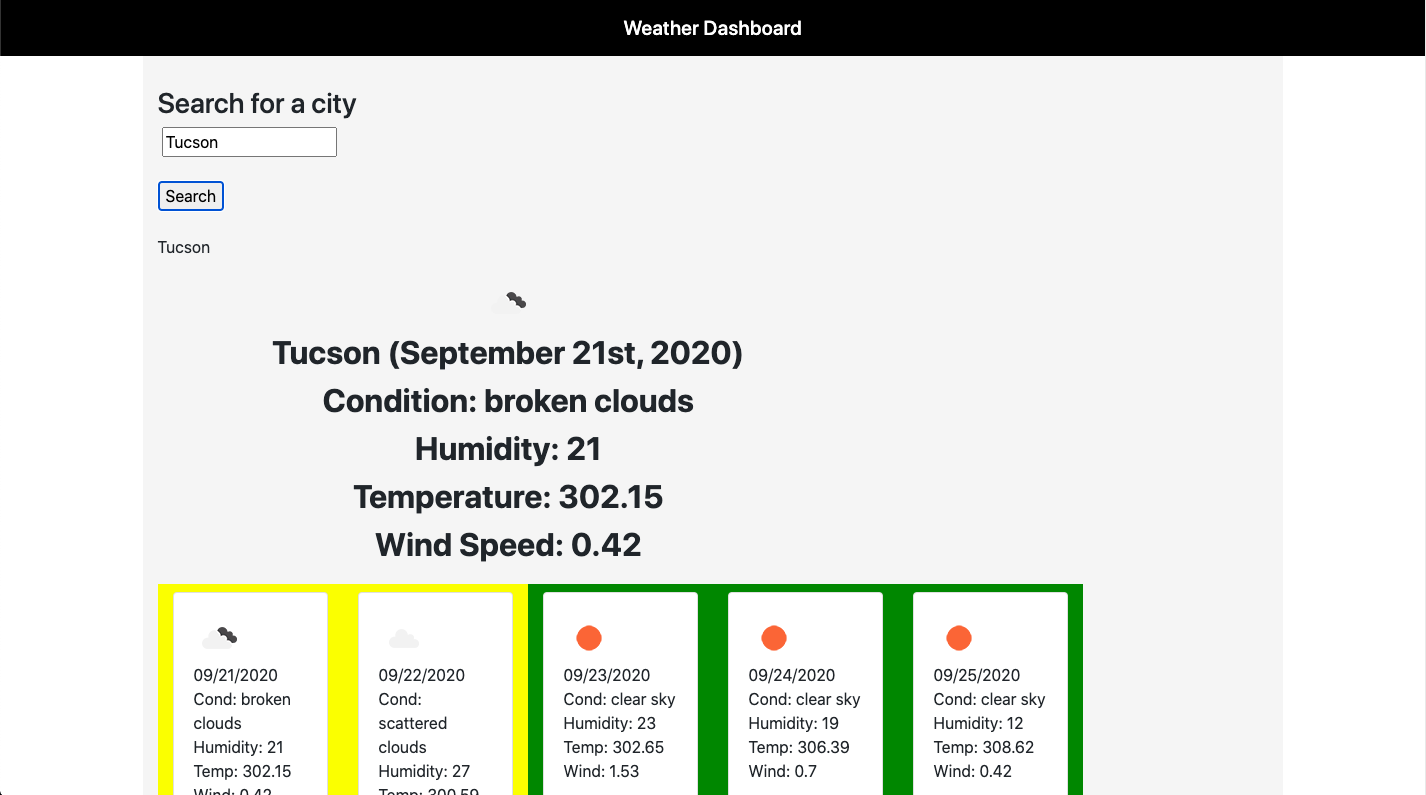 Weather Dashboard
Search for a city
Tucson
Search
Tucson
Tucson (September 21st, 2020)
Condition: broken clouds
Humidity: 21
Temperature: 302.15
Wind Speed: 0.42
09/21/2020
Cond: broken
clouds
Humidity: 21
Temp: 302.15
Wind: 0.42
09/22/2020
Cond:
scattered
clouds
Humidity: 27
Temp: 300.59
09/23/2020
Cond: clear sky
Humidity: 23
Temp: 302.65
Wind: 1.53
09/24/2020
Cond: clear sky
Humidity: 19
Temp: 306.39
Wind: 0.7
09/25/2020
Cond: clear sky
Humidity: 12
Temp: 308.62
Wind: 0.42